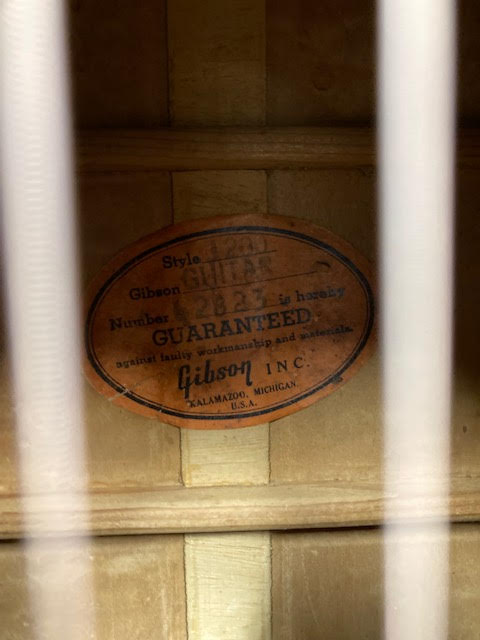 Style
Gibson GUITAR
Number is hereby
GUARANTEED
against faulty workmanship and materials.
Gibson INC.
KALAMAZOO, MICHIGAN
U.S.A.